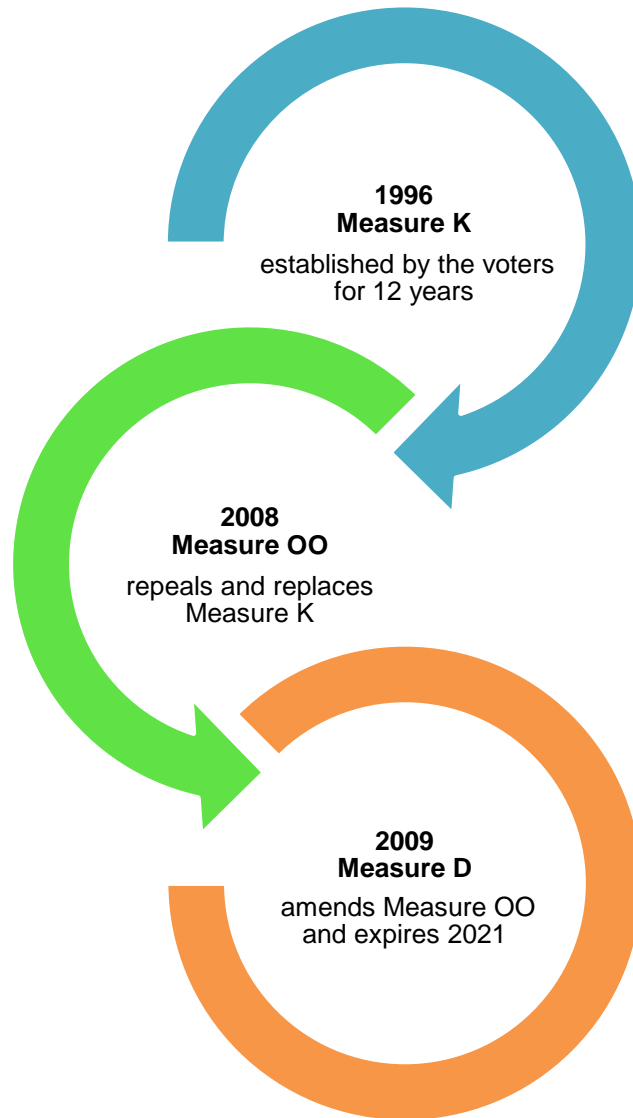 1996
Measure K
established by the voters
for 12 years
2008
Measure OO
repeals and replaces
Measure K
2009
Measure D
amends Measure OO
and expires 2021